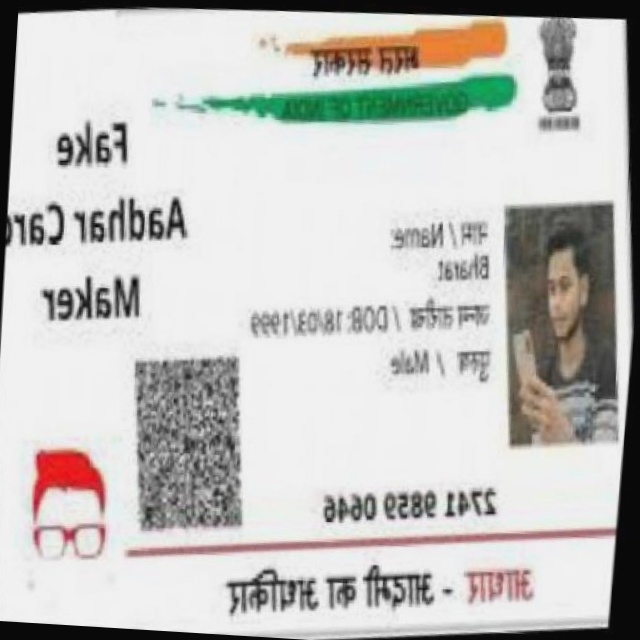 भारत सरकार
GOVERNMENT OF INDIA
Fake
Aadhar Card
Maker
नाम / Name:
Bharat
जन्म तारीख / DOB: 18/03/1999
पुरुष / Male
2741 9859 0646
आधार - आदमी का अधिकार